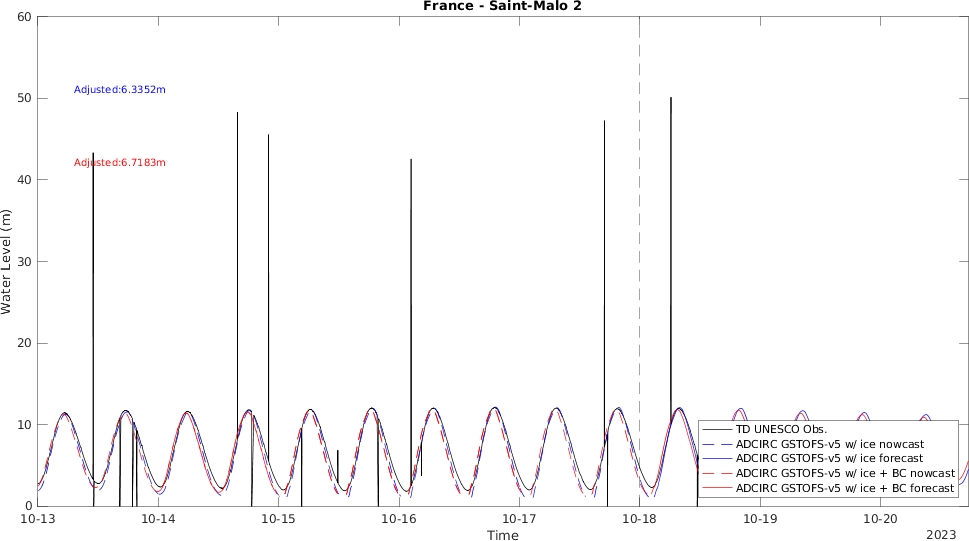 France - Saint-Malo 2
60
50
40
30
20
10
0
Water Level (m)
Adjusted:6.3352m
Adjusted:6.7183m
TD UNESCO Obs.
ADCIRC GSTOFS-v5 w/ ice nowcast
ADCIRC GSTOFS-v5 w/ ice forecast
ADCIRC GSTOFS-v5 w/ ice + BC nowcast
ADCIRC GSTOFS-v5 w/ ice + BC forecast
10-13 10-14 10-15 10-16 10-17 10-18 10-19 10-20
Time
2023